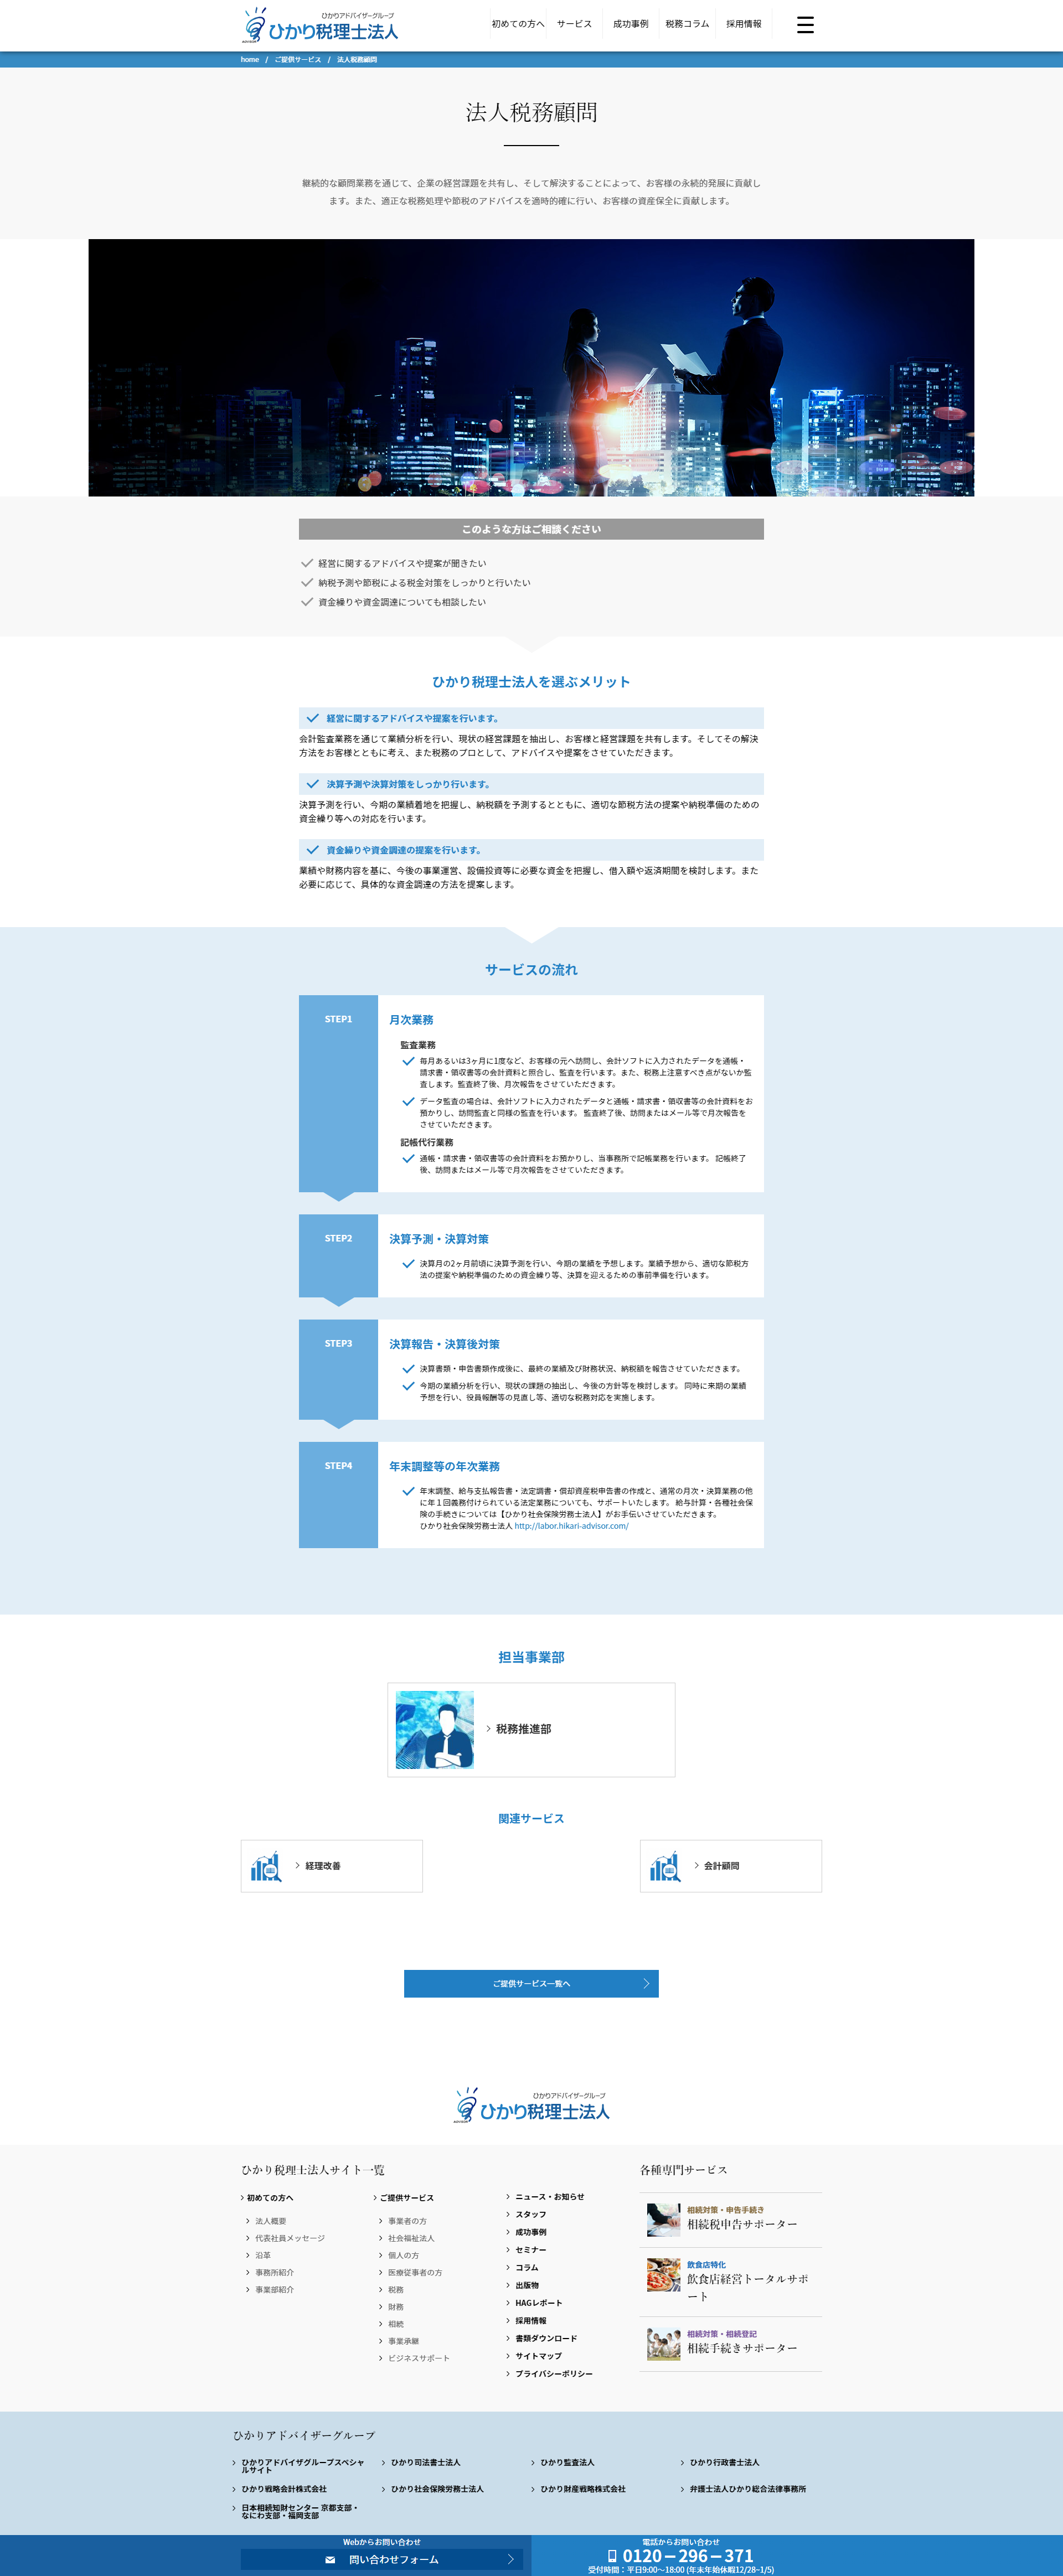 ひかりアドバイザーグループ
ひかり税理士法人
初めての方へ
サービス
成功事例
税務コラム
採用情報
home / ご提供サービス / 法人税務顧問
法人税務顧問
継続的な顧問業務を通じて、企業の経営課題を共有し、そして解決することによって、お客様の永続的発展に貢献し
ます。また、適正な税務処理や節税のアドバイスを適時的確に行い、お客様の資産保全に貢献します。
このような方はご相談ください
経営に関するアドバイスや提案が聞きたい
納税予測や節税による税金対策をしっかりと行いたい
資金繰りや資金調達についても相談したい
ひかり税理士法人を選ぶメリット
経営に関するアドバイスや提案を行います。
会計監査業務を通じて業績分析を行い、現状の経営課題を抽出し、お客様と経営課題を共有します。そしてその解決
方法をお客様とともに考え、また税務のプロとして、アドバイスや提案をさせていただきます。
決算予測や決算対策をしっかり行います。
決算予測を行い、今期の業績着地を把握し、納税額を予測するとともに、適切な節税方法の提案や納税準備のための
資金繰り等への対応を行います。
資金繰りや資金調達の提案を行います。
業績や財務内容を基に、今後の事業運営、設備投資等に必要な資金を把握し、借入額や返済期間を検討します。また
必要に応じて、具体的な資金調達の方法を提案します。
サービスの流れ
STEP1
月次業務
監査業務
毎月あるいは3ヶ月に1度など、お客様の元へ訪問し、会計ソフトに入力されたデータを通帳・
請求書・領収書等の会計資料と照合し、監査を行います。また、税務上注意すべき点がないか監
査します。監査終了後、月次報告をさせていただきます。
データ監査の場合は、会計ソフトに入力されたデータと通帳・請求書・領収書等の会計資料をお
預かりし、訪問監査と同様の監査を行います。 監査終了後、訪問またはメール等で月次報告を
させていただきます。
記帳代行業務
通帳・請求書・領収書等の会計資料をお預かりし、当事務所で記帳業務を行います。 記帳終了
後、訪問またはメール等で月次報告をさせていただきます。
STEP2
決算予測・決算対策
決算月の2ヶ月前頃に決算予測を行い、今期の業績を予想します。業績予想から、適切な節税方
法の提案や納税準備のための資金繰り等、決算を迎えるための事前準備を行います。
STEP3
決算報告・決算後対策
決算書類・申告書類作成後に、最終の業績及び財務状況、納税額を報告させていただきます。
今期の業績分析を行い、現状の課題の抽出し、今後の方針等を検討します。 同時に来期の業績
予想を行い、役員報酬等の見直し等、適切な税務対応を実施します。
STEP4
年末調整等の年次業務
年末調整、給与支払報告書・法定調書・償却資産税申告書の作成と、通常の月次・決算業務の他
に年１回義務付けられている法定業務についても、サポートいたします。 給与計算・各種社会保
険の手続きについては【ひかり社会保険労務士法人】がお手伝いさせていただきます。
ひかり社会保険労務士法人 http://labor.hikari-advisor.com/
担当事業部
税務推進部
関連サービス
経理改善
会計顧問
ご提供サービス一覧へ
ひかりアドバイザーグループ
ひかり税理士法人
ひかり税理士法人サイト一覧
初めての方へ
法人概要
代表社員メッセージ
沿革
事務所紹介
事業部紹介
ご提供サービス
事業者の方
社会福祉法人
個人の方
医療従事者の方
税務
財務
相続
事業承継
ビジネスサポート
ニュース・お知らせ
スタッフ
成功事例
セミナー
コラム
出版物
HAGレポート
採用情報
書類ダウンロード
サイトマップ
プライバシーポリシー
各種専門サービス
相続対策・申告手続き
相続税申告サポーター
飲食店特化
飲食店経営トータルサポ
ート
相続対策・相続登記
相続手続きサポーター
ひかりアドバイザーグループ
ひかりアドバイザグループスペシャ
ルサイト
ひかり司法書士法人
ひかり監査法人
ひかり行政書士法人
ひかり戦略会計株式会社
ひかり社会保険労務士法人
ひかり財産戦略株式会社
弁護士法人ひかり総合法律事務所
日本相続知財センター 京都支部・
なにわ支部・福岡支部
Webからお問い合わせ
問い合わせフォーム
電話からお問い合わせ
0120－296－371
受付時間：平日9:00〜18:00 (年末年始休暇12/28~1/5)